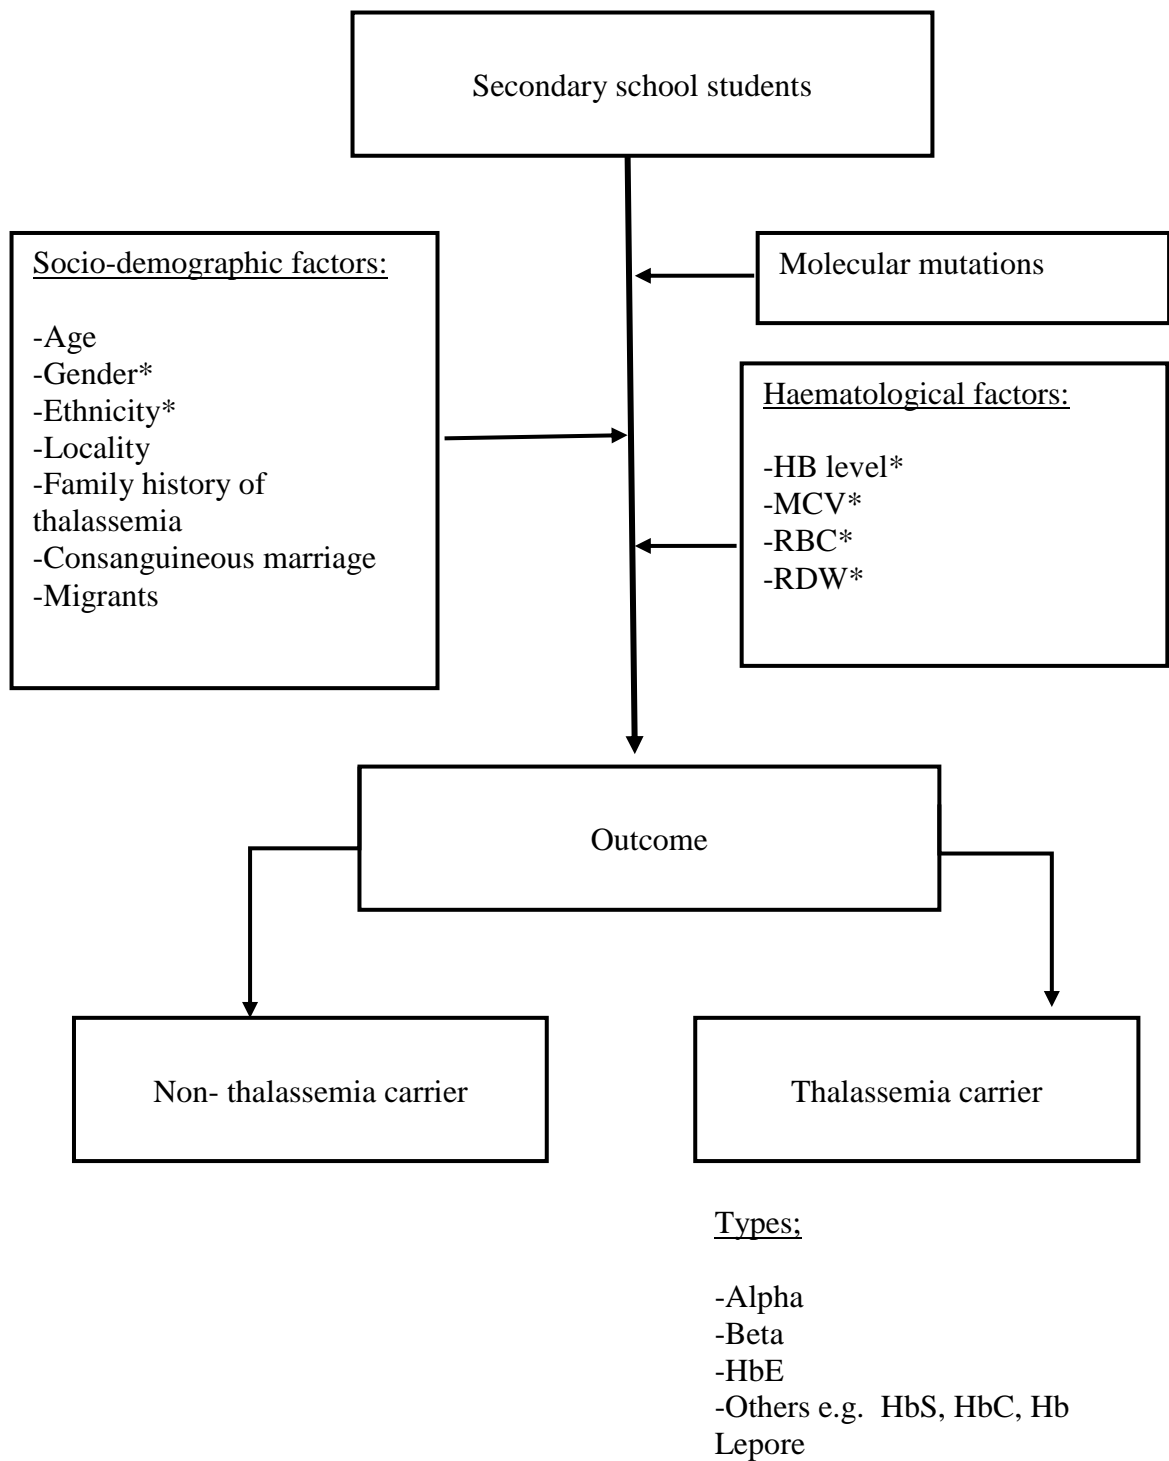 Secondary school students
Socio-demographic factors:
-Age
-Gender*
-Ethnicity*
-Locality
-Family history of
thalassemia
-Consanguineous marriage
-Migrants
Molecular mutations
Haematological factors:
-HB level*
-MCV*
-RBC*
-RDW*
Outcome
Non- thalassemia carrier
Thalassemia carrier
Types;
-Alpha
-Beta
-HbE
-Others e.g.  HbS, HbC, Hb
Lepore